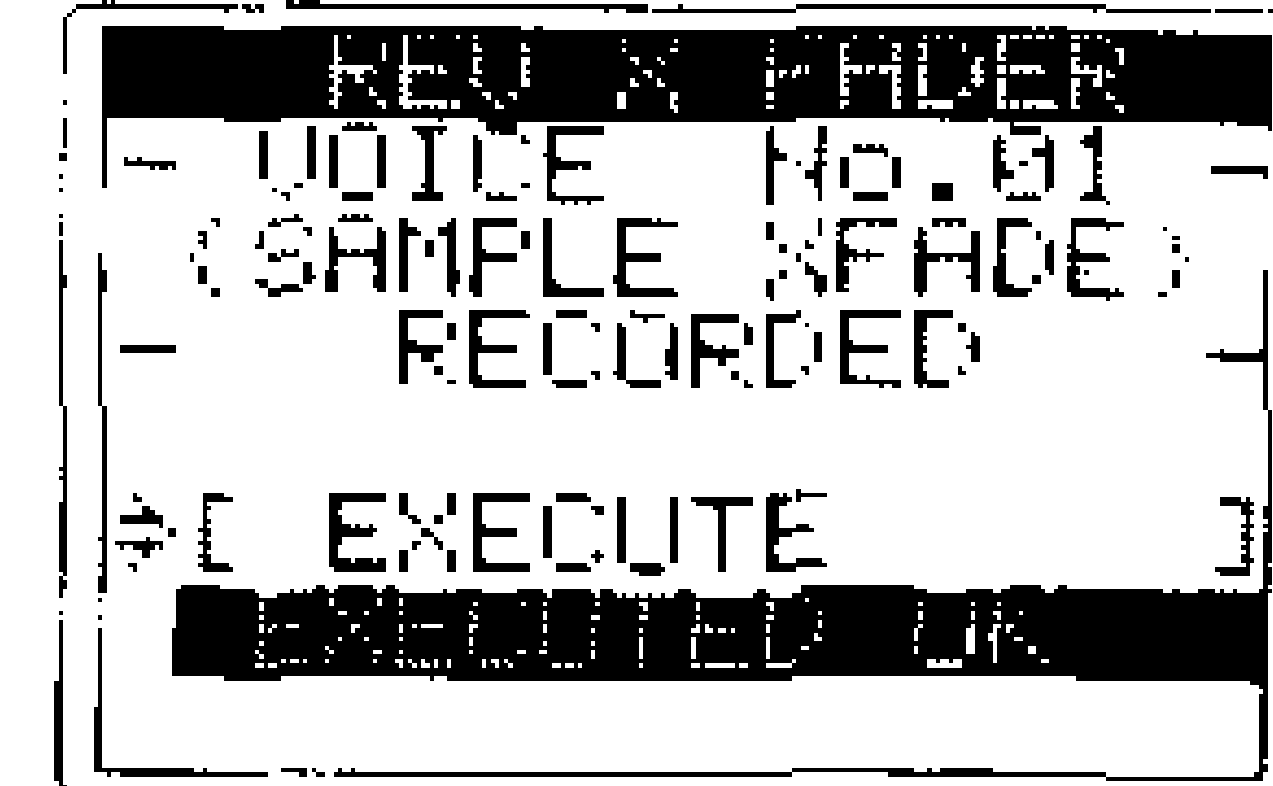 REV X FADER
- VOICE No.01 -
(SAMPLE XFADE)
- RECORDED -
⇒[ EXECUTE ]
EXECUTED OK